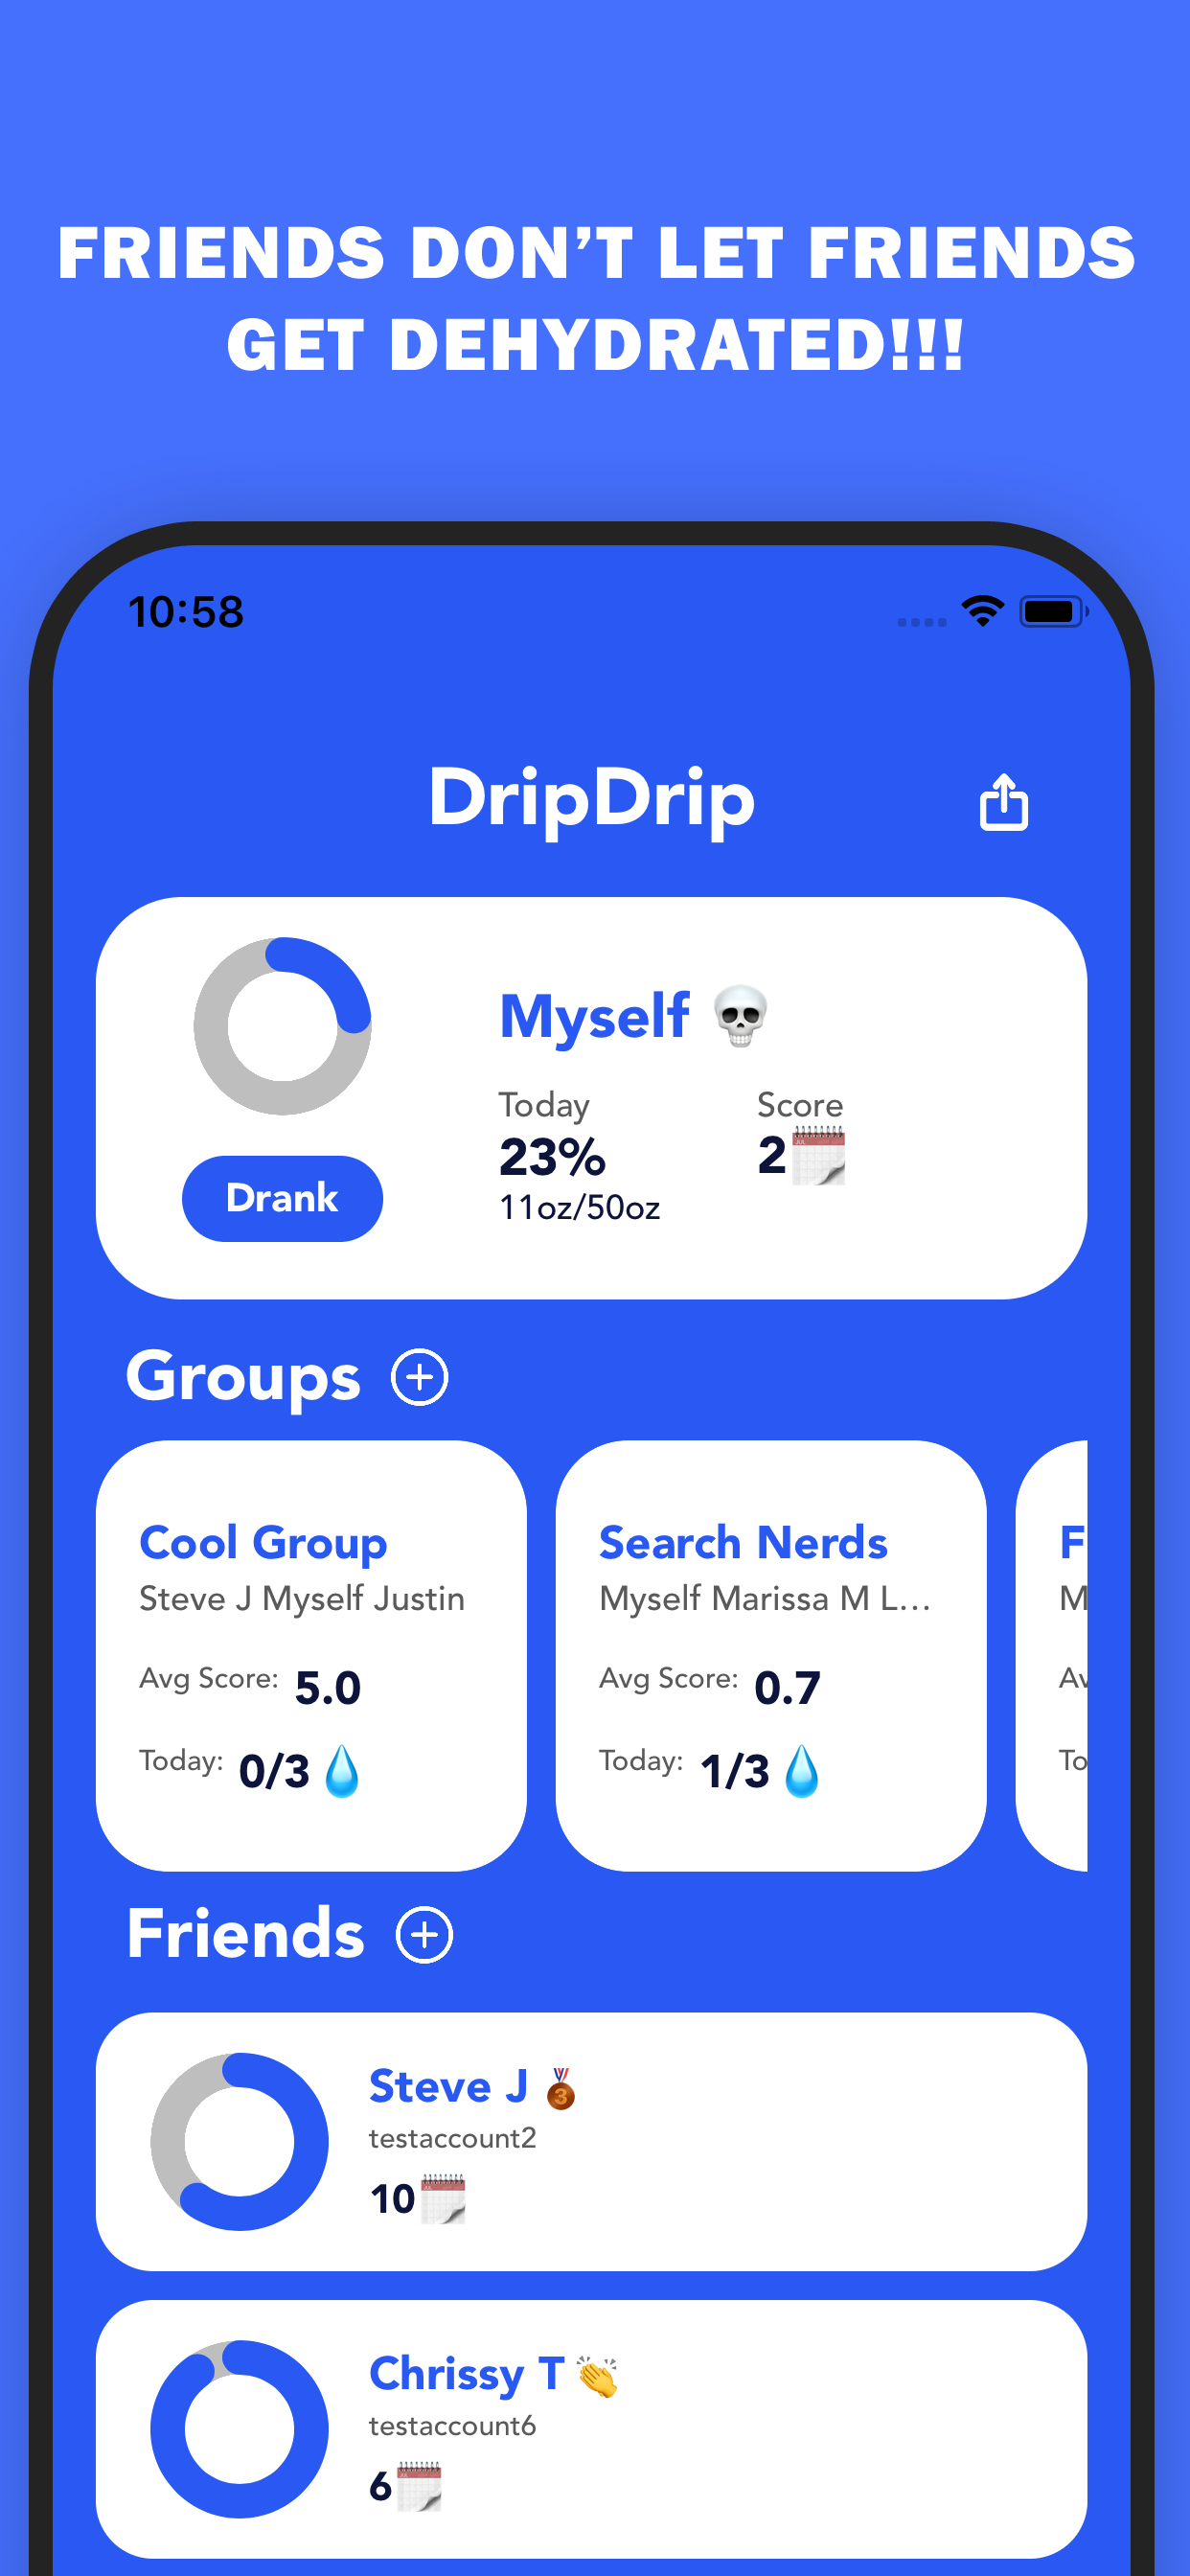 FRIENDS DON’T LET FRIENDS
GET DEHYDRATED!!!
10:58
DripDrip
Myself 💀
Today
Score
23%
2🗓
11oz/50oz
Drank
Groups
Cool Group
Steve J Myself Justin
Avg Score: 5.0
Today: 0/3💧
Search Nerds
Myself Marissa M L...
Avg Score: 0.7
Today: 1/3💧
F
M
Av
To
Friends
Steve J 🥉
testaccount2
10🗓
Chrissy T 👏
testaccount6
6🗓